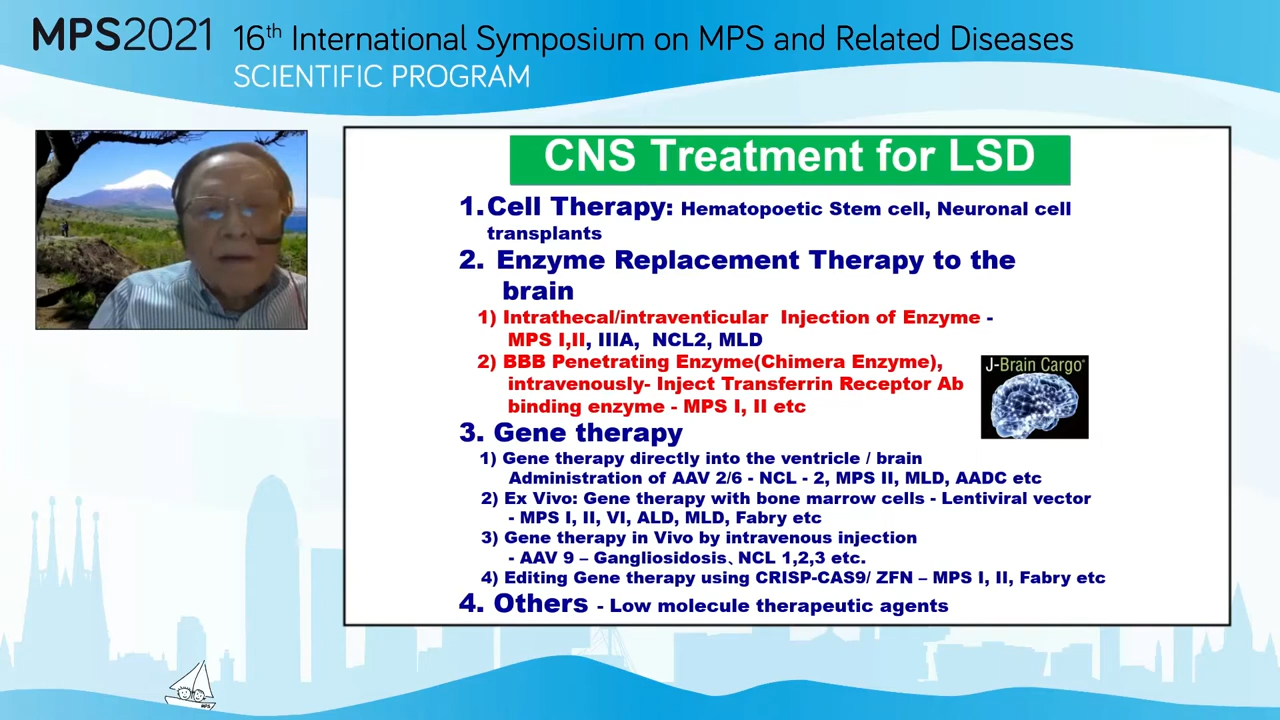 MPS2021 16th International Symposium on MPS and Related Diseases
SCIENTIFIC PROGRAM
CNS Treatment for LSD
1.Cell Therapy: Hematopoetic Stem cell, Neuronal cell
transplants
2. Enzyme Replacement Therapy to the
brain
1) Intrathecal/intraventicular Injection of Enzyme -
MPS I,II, IIIA, NCL2, MLD
2) BBB Penetrating Enzyme(Chimera Enzyme),
intravenously- Inject Transferrin Receptor Ab
binding enzyme - MPS I, II etc
J-Brain Cargo®
3. Gene therapy
1) Gene therapy directly into the ventricle / brain
Administration of AAV 2/6 - NCL - 2, MPS II, MLD, AADC etc
2) Ex Vivo: Gene therapy with bone marrow cells - Lentiviral vector
- MPS I, II, VI, ALD, MLD, Fabry etc
3) Gene therapy in Vivo by intravenous injection
- AAV 9 – Gangliosidosis、NCL 1,2,3 etc.
4) Editing Gene therapy using CRISP-CAS9/ ZFN – MPS I, II, Fabry etc
4. Others - Low molecule therapeutic agents
MPS